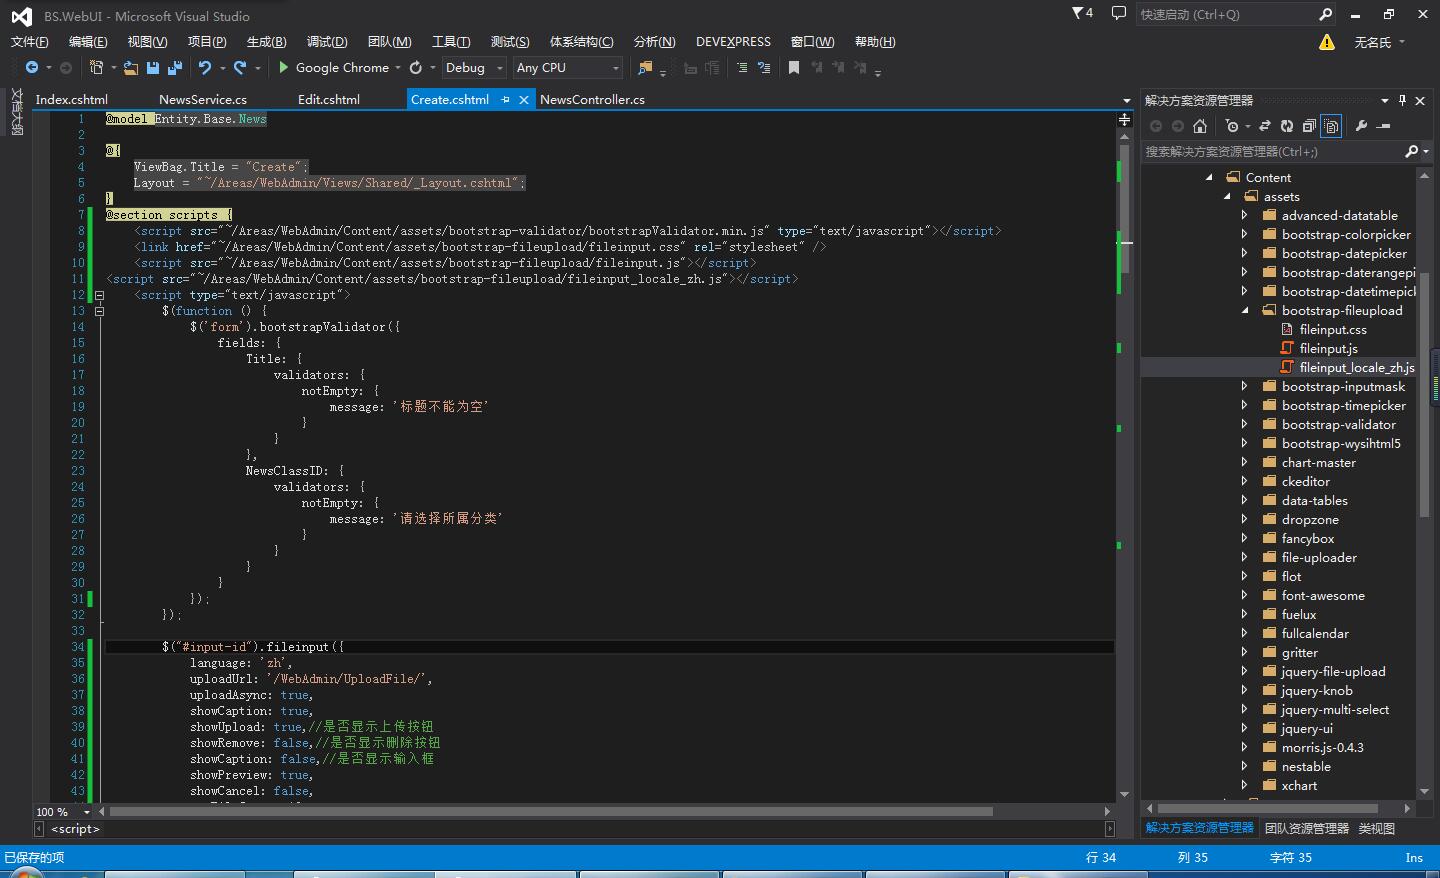 BS.WebUI - Microsoft Visual Studio
4
快速启动 (Ctrl+Q)
文件(F) 编辑(E) 视图(V) 项目(P) 生成(B) 调试(D) 团队(M) 工具(T) 测试(S) 体系结构(C) 分析(N) DEVEXPRESS 窗口(W) 帮助(H)
无名氏
Google Chrome Debug Any CPU
文档大纲
Index.cshtml NewsService.cs Edit.cshtml Create.cshtml NewsController.cs
1 @model Entity.Base.News
2
3 @{
4 ViewBag.Title = "Create";
5 Layout = "~/Areas/WebAdmin/Views/Shared/_Layout.cshtml";
6 }
7 @section scripts {
8 <script src="~/Areas/WebAdmin/Content/assets/bootstrap-validator/bootstrapValidator.min.js" type="text/javascript"></script>
9 <link href="~/Areas/WebAdmin/Content/assets/bootstrap-fileupload/fileinput.css" rel="stylesheet" />
10 <script src="~/Areas/WebAdmin/Content/assets/bootstrap-fileupload/fileinput.js"></script>
11 <script src="~/Areas/WebAdmin/Content/assets/bootstrap-fileupload/fileinput_locale_zh.js"></script>
12 <script type="text/javascript">
13 $(function () {
14 $('form').bootstrapValidator({
15 fields: {
16 Title: {
17 validators: {
18 notEmpty: {
19 message: '标题不能为空'
20 }
21 }
22 },
23 NewsClassID: {
24 validators: {
25 notEmpty: {
26 message: '请选择所属分类'
27 }
28 }
29 }
30 }
31 });
32 });
33
34 $("#input-id").fileinput({
35 language: 'zh',
36 uploadUrl: '/WebAdmin/UploadFile/',
37 uploadAsync: true,
38 showCaption: true,
39 showUpload: true,//是否显示上传按钮
40 showRemove: false,//是否显示删除按钮
41 showCaption: false,//是否显示输入框
42 showPreview: true,
43 showCancel: false,
100 %
<script>
解决方案资源管理器
搜索解决方案资源管理器(Ctrl+;)
Content
assets
advanced-datatable
bootstrap-colorpicker
bootstrap-datepicker
bootstrap-daterangepi
bootstrap-datetimepick
bootstrap-fileupload
fileinput.css
fileinput.js
fileinput_locale_zh.js
bootstrap-inputmask
bootstrap-timepicker
bootstrap-validator
bootstrap-wysihtml5
chart-master
ckeditor
data-tables
dropzone
fancybox
file-uploader
flot
font-awesome
fuelux
fullcalendar
gritter
jquery-file-upload
jquery-knob
jquery-multi-select
jquery-ui
morris.js-0.4.3
nestable
xchart
解决方案资源管理器 团队资源管理器 类视图
已保存的项 行 34 列 35 字符 35 Ins